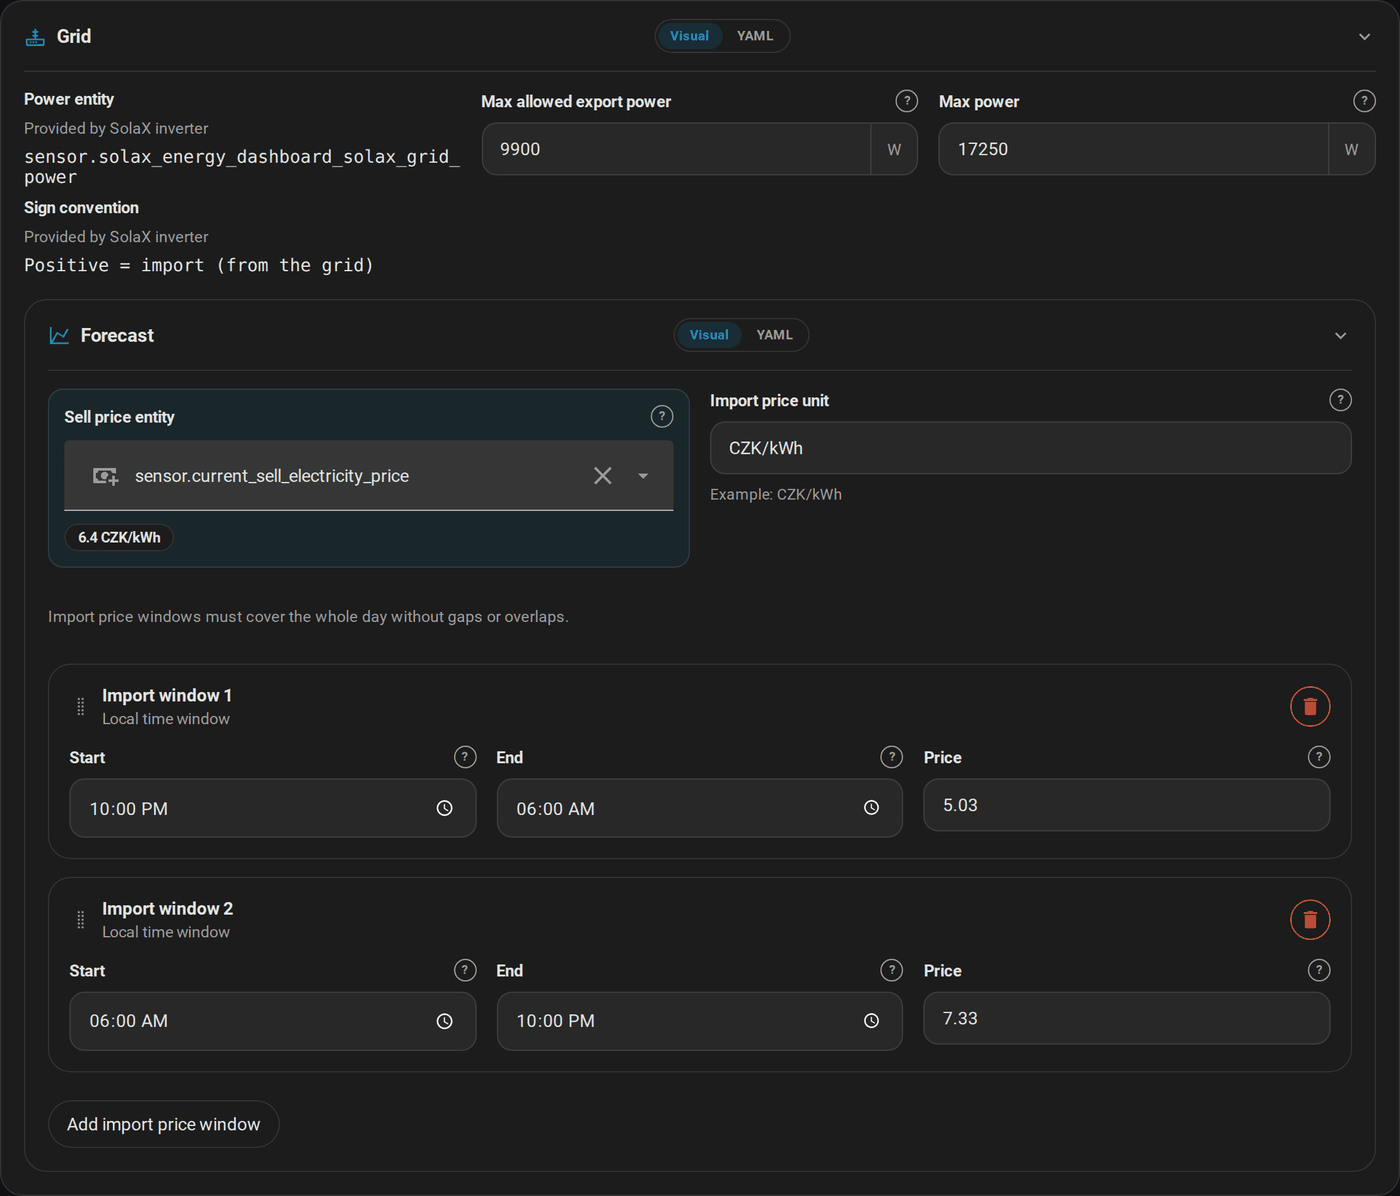 Grid
Visual
YAML
Power entity
Provided by SolaX inverter
sensor.solax_energy_dashboard_solax_grid_
power
Sign convention
Provided by SolaX inverter
Positive = import (from the grid)
Max allowed export power
?
9900
W
Max power
?
17250
W
Forecast
Visual
YAML
Sell price entity
?
sensor.current_sell_electricity_price
6.4 CZK/kWh
Import price unit
?
CZK/kWh
Example: CZK/kWh
Import price windows must cover the whole day without gaps or overlaps.
Import window 1
Local time window
Start
?
10:00 PM
End
?
06:00 AM
Price
?
5.03
Import window 2
Local time window
Start
?
06:00 AM
End
?
10:00 PM
Price
?
7.33
Add import price window